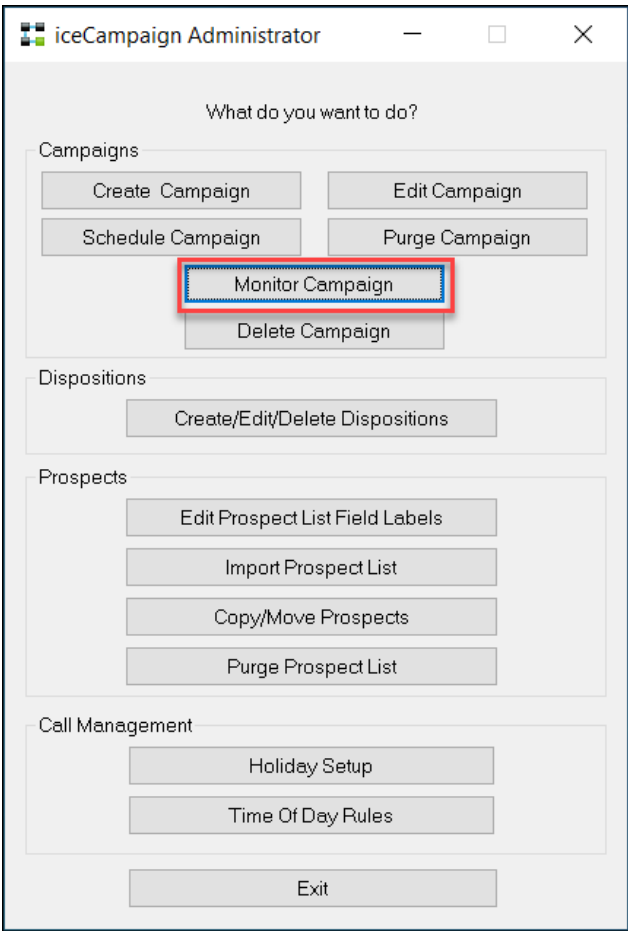 iceCampaign Administrator
What do you want to do?
Campaigns
Create Campaign
Edit Campaign
Schedule Campaign
Purge Campaign
Monitor Campaign
Delete Campaign
Dispositions
Create/Edit/Delete Dispositions
Prospects
Edit Prospect List Field Labels
Import Prospect List
Copy/Move Prospects
Purge Prospect List
Call Management
Holiday Setup
Time Of Day Rules
Exit